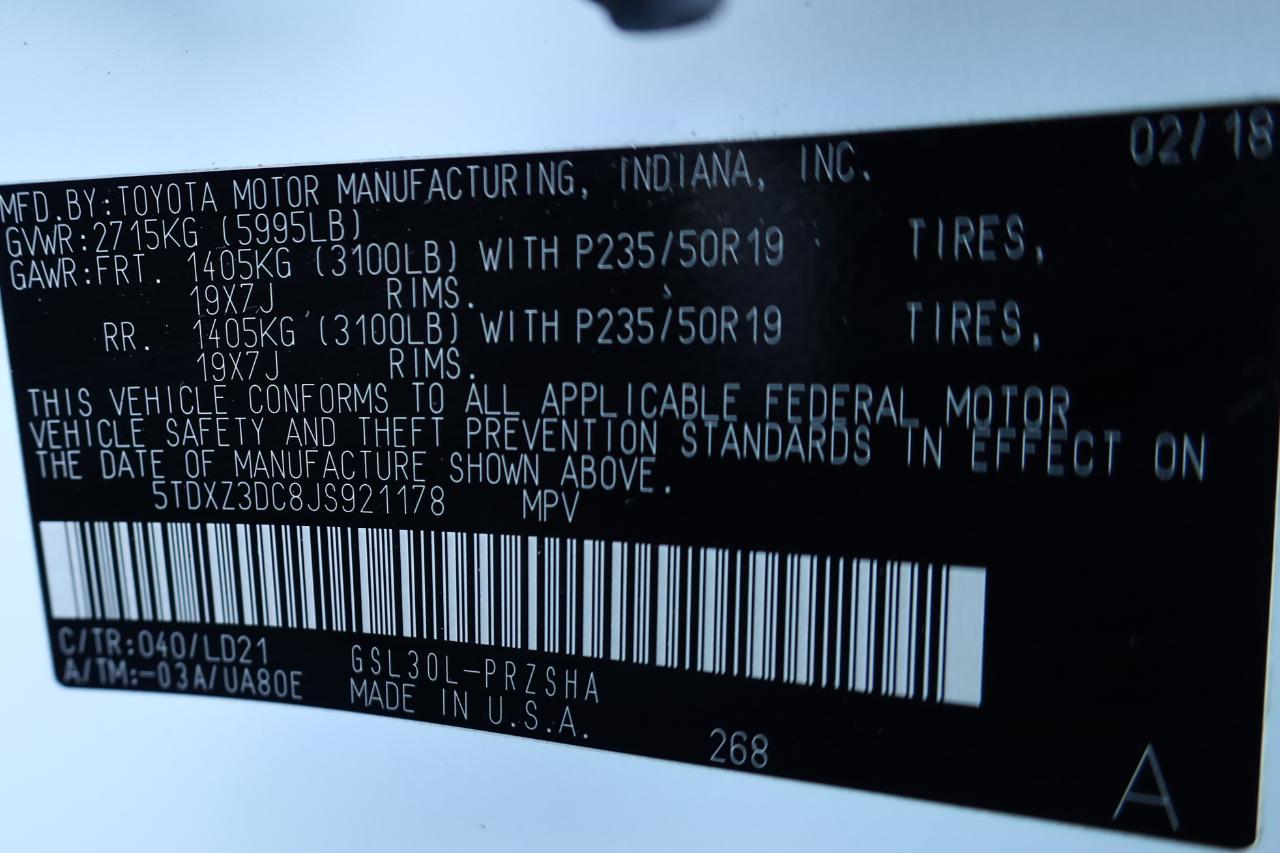 02/18
MFD.BY:TOYOTA MOTOR MANUFACTURING, INDIANA, INC.
GVWR:2715KG (5995LB)
GAWR:FRT. 1405KG (3100LB) WITH P235/50R19 TIRES,
19X7J RIMS.
RR. 1405KG (3100LB) WITH P235/50R19 TIRES,
19X7J RIMS.
THIS VEHICLE CONFORMS TO ALL APPLICABLE FEDERAL MOTOR
VEHICLE SAFETY AND THEFT PREVENTION STANDARDS IN EFFECT ON
THE DATE OF MANUFACTURE SHOWN ABOVE.
5TDXZ3DC8JS921178 MPV
C/TR:040/LD21
A/TM:-03A/UA80E
GSL30L-PRZSHA
MADE IN U.S.A.
268
A